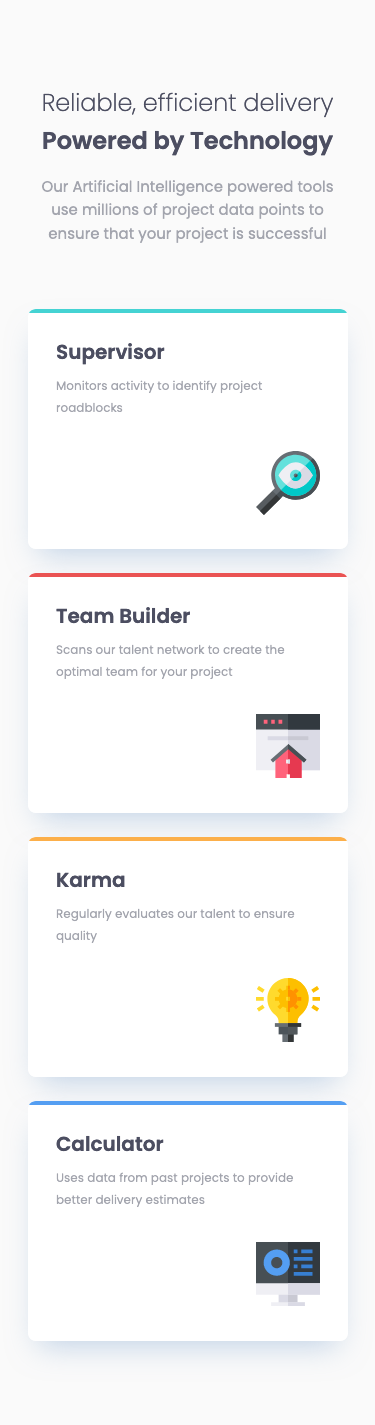 Reliable, efficient delivery
Powered by Technology
Our Artificial Intelligence powered tools
use millions of project data points to
ensure that your project is successful
Supervisor
Monitors activity to identify project
roadblocks
Team Builder
Scans our talent network to create the
optimal team for your project
Karma
Regularly evaluates our talent to ensure
quality
Calculator
Uses data from past projects to provide
better delivery estimates